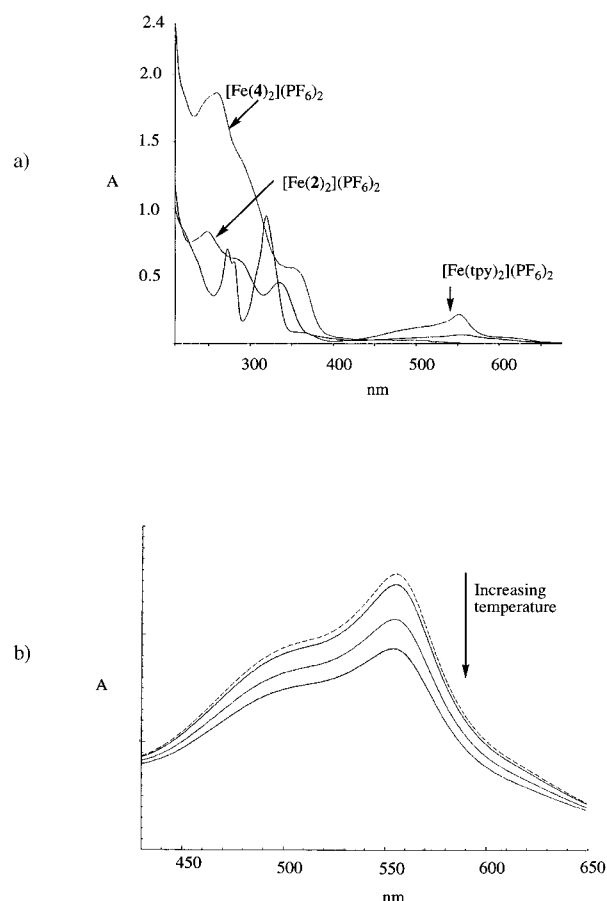 2.4
2.0
[Fe(4)2](PF6)2
1.5
a)
A
[Fe(2)2](PF6)2
1.0
[Fe(tpy)2](PF6)2
0.5
300
400
500
600
nm
Increasing
temperature
b)
A
450
500
550
600
650
nm